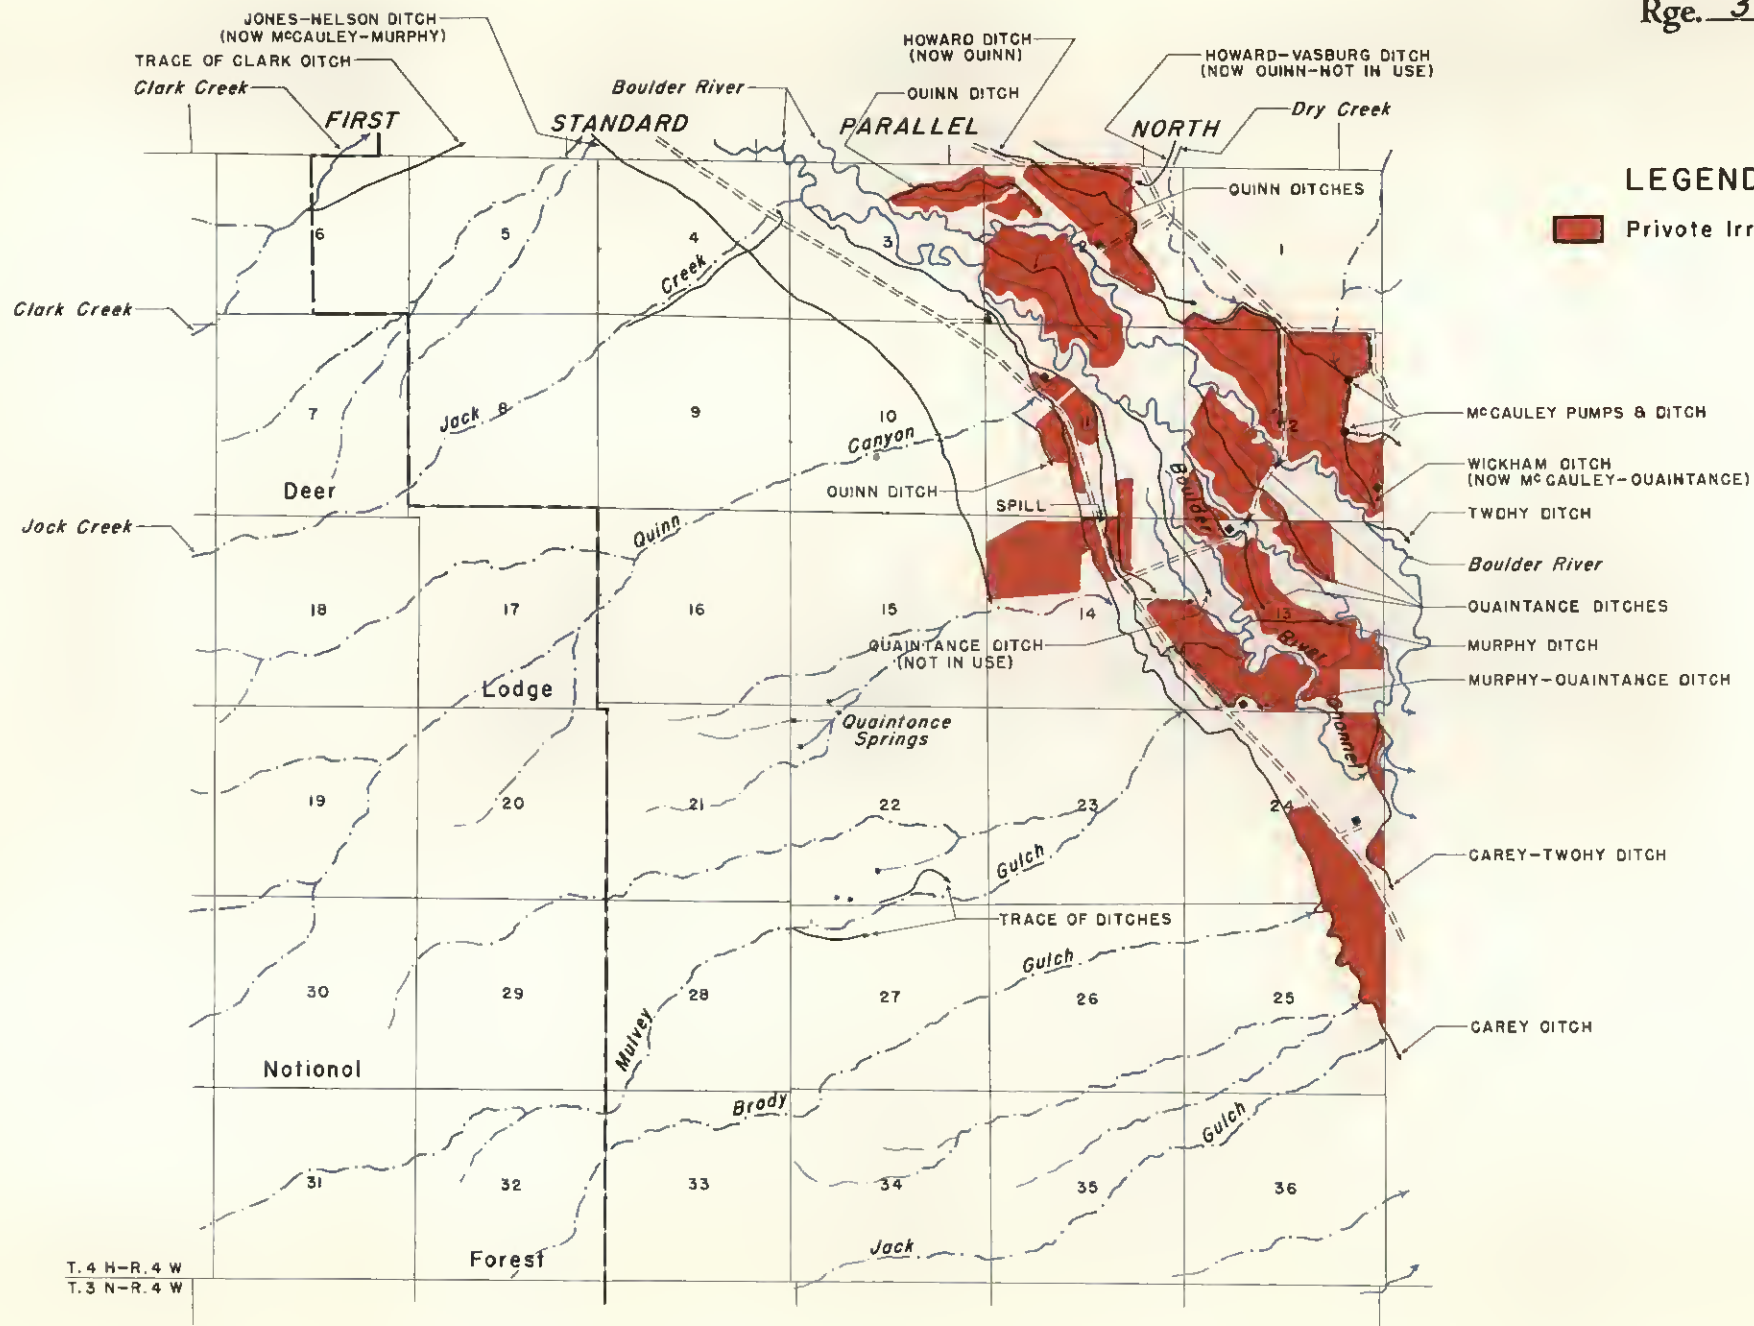 Rge. 3
JONES-NELSON DITCH
(NOW McCAULEY-MURPHY)
TRACE OF CLARK DITCH
Clark Creek
HOWARD DITCH
(NOW QUINN)
HOWARD-VASBURG DITCH
(NOW QUINN-NOT IN USE)
Boulder River
QUINN DITCH
Dry Creek
FIRST
STANDARD
PARALLEL
NORTH
LEGEND
QUINN DITCHES
Private Irr
6
5
4
3
2
1
Creek
Clark Creek
7
Jack
8
9
10
Canyon
11
12
McCAULEY PUMPS & DITCH
WICKHAM DITCH
(NOW McCAULEY-QUAINTANCE)
Deer
QUINN DITCH
SPILL
Boulder
TWOHY DITCH
Jack Creek
Quinn
Boulder River
18
17
16
15
14
13
QUAINTANCE DITCHES
QUAINTANCE DITCH
(NOT IN USE)
River
MURPHY DITCH
Lodge
MURPHY-QUAINTANCE DITCH
Quaintance
Springs
Channel
19
20
21
22
23
24
Gulch
CAREY-TWOHY DITCH
TRACE OF DITCHES
Gulch
30
29
28
27
26
25
Mulvey
CAREY DITCH
National
Brady
Gulch
31
32
33
34
35
36
Jack
Forest
T. 4 N-R. 4 W
T. 3 N-R. 4 W